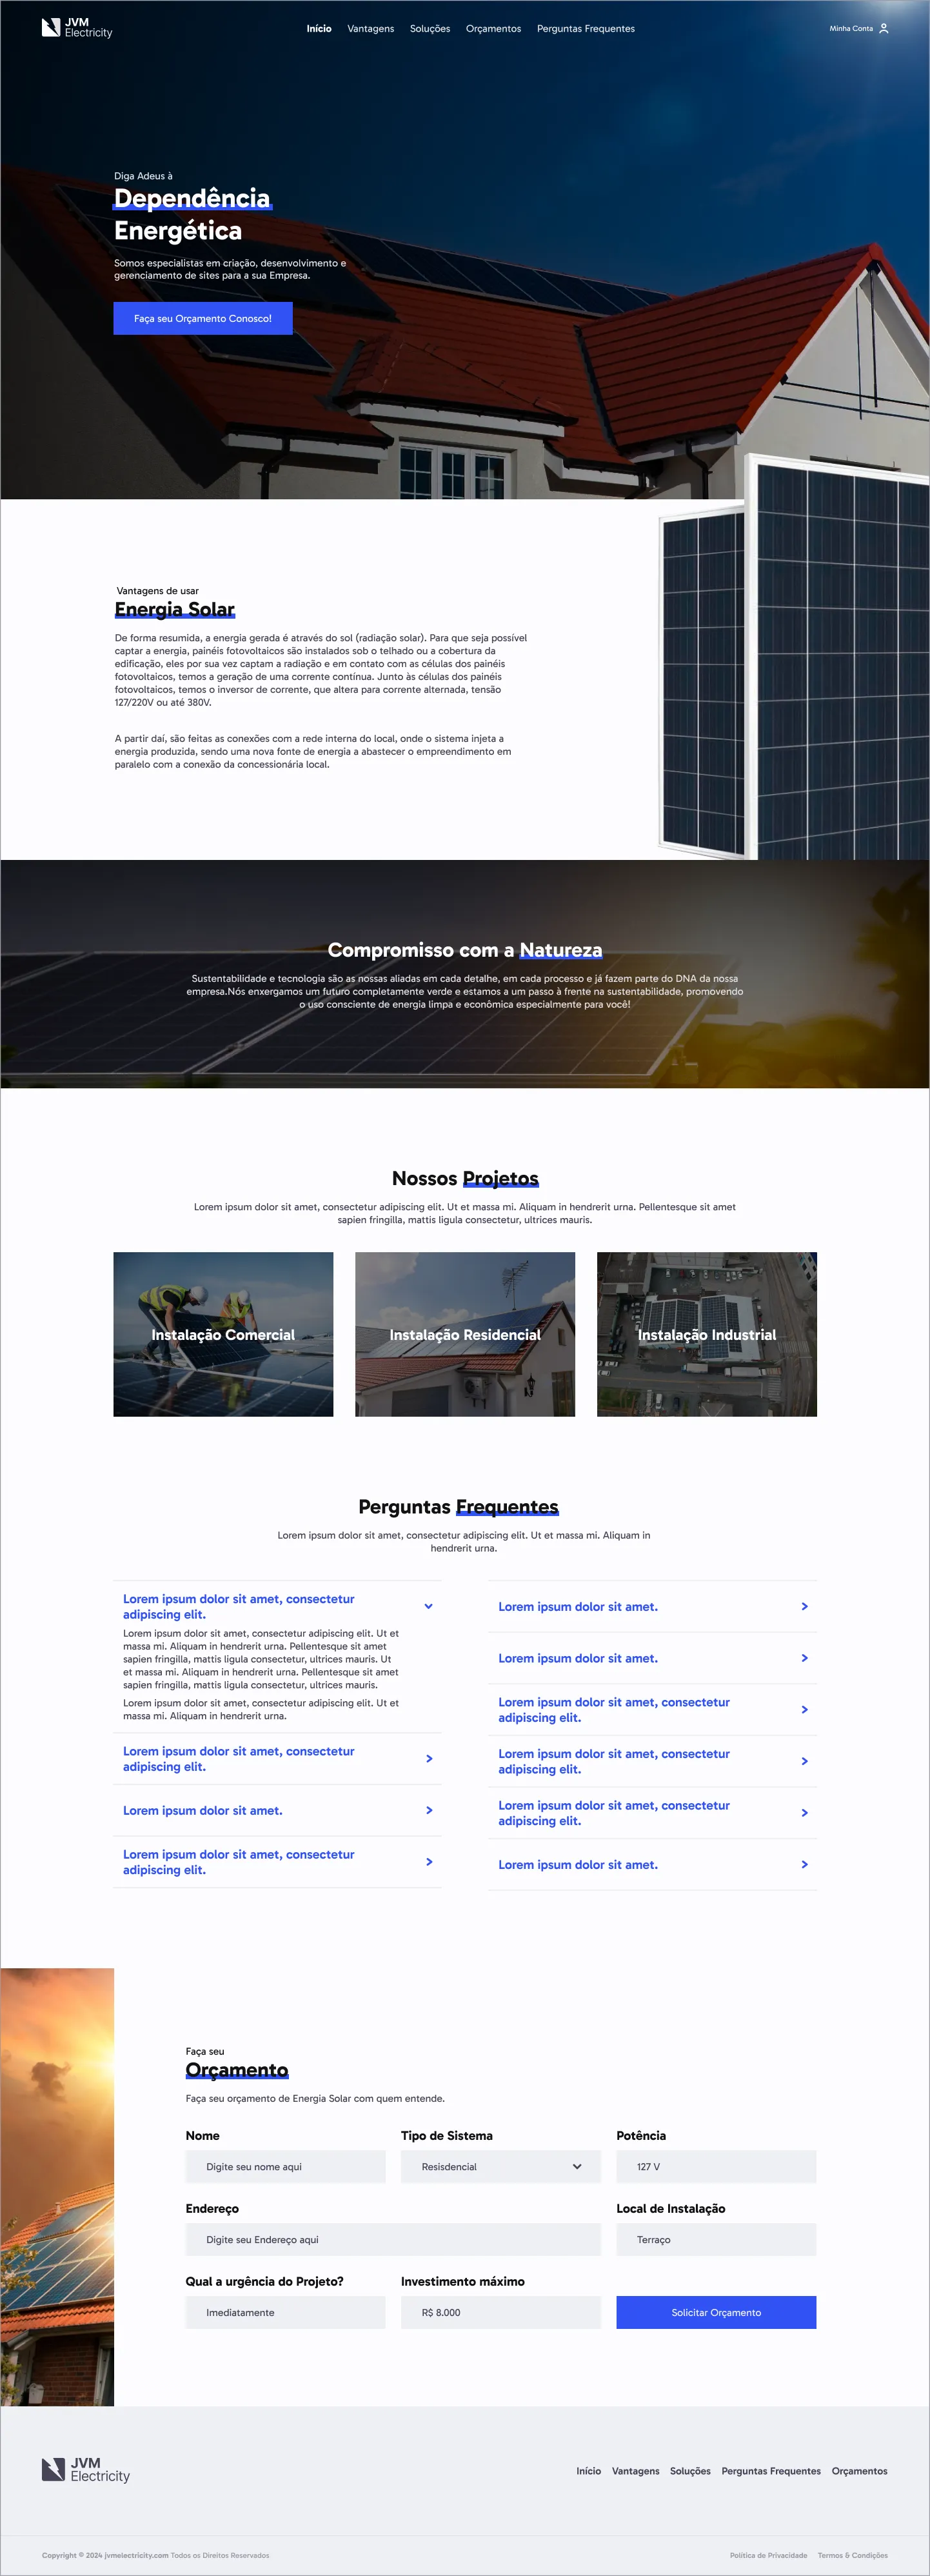 JVM
Electricity
Início Vantagens Soluções Orçamentos Perguntas Frequentes
Minha Conta
Diga Adeus à
Dependência
Energética
Somos especialistas em criação, desenvolvimento e
gerenciamento de sites para a sua Empresa.
Faça seu Orçamento Conosco!
Vantagens de usar
Energia Solar
De forma resumida, a energia gerada é através do sol (radiação solar). Para que seja possível
captar a energia, painéis fotovoltaicos são instalados sob o telhado ou a cobertura da
edificação, eles por sua vez captam a radiação e em contato com as células dos painéis
fotovoltaicos, temos a geração de uma corrente contínua. Junto às células dos painéis
fotovoltaicos, temos o inversor de corrente, que altera para corrente alternada, tensão
127/220V ou até 380V.
A partir daí, são feitas as conexões com a rede interna do local, onde o sistema injeta a
energia produzida, sendo uma nova fonte de energia a abastecer o empreendimento em
paralelo com a conexão da concessionária local.
Compromisso com a Natureza
Sustentabilidade e tecnologia são as nossas aliadas em cada detalhe, em cada processo e já fazem parte do DNA da nossa
empresa.Nós enxergamos um futuro completamente verde e estamos a um passo à frente na sustentabilidade, promovendo
o uso consciente de energia limpa e econômica especialmente para você!
Nossos Projetos
Lorem ipsum dolor sit amet, consectetur adipiscing elit. Ut et massa mi. Aliquam in hendrerit urna. Pellentesque sit amet
sapien fringilla, mattis ligula consectetur, ultrices mauris.
Instalação Comercial
Instalação Residencial
Instalação Industrial
Perguntas Frequentes
Lorem ipsum dolor sit amet, consectetur adipiscing elit. Ut et massa mi. Aliquam in
hendrerit urna.
Lorem ipsum dolor sit amet, consectetur
adipiscing elit.
Lorem ipsum dolor sit amet, consectetur adipiscing elit. Ut et
massa mi. Aliquam in hendrerit urna. Pellentesque sit amet
sapien fringilla, mattis ligula consectetur, ultrices mauris. Ut
et massa mi. Aliquam in hendrerit urna. Pellentesque sit amet
sapien fringilla, mattis ligula consectetur, ultrices mauris.
Lorem ipsum dolor sit amet, consectetur adipiscing elit. Ut et
massa mi. Aliquam in hendrerit urna.
Lorem ipsum dolor sit amet, consectetur
adipiscing elit.
Lorem ipsum dolor sit amet.
Lorem ipsum dolor sit amet, consectetur
adipiscing elit.
Lorem ipsum dolor sit amet.
Lorem ipsum dolor sit amet.
Lorem ipsum dolor sit amet, consectetur
adipiscing elit.
Lorem ipsum dolor sit amet, consectetur
adipiscing elit.
Lorem ipsum dolor sit amet, consectetur
adipiscing elit.
Lorem ipsum dolor sit amet.
Faça seu
Orçamento
Faça seu orçamento de Energia Solar com quem entende.
Nome Tipo de Sistema Potência
Digite seu nome aqui Resisdencial 127 V
Endereço Local de Instalação
Digite seu Endereço aqui Terraço
Qual a urgência do Projeto? Investimento máximo
Imediatamente R$ 8.000 Solicitar Orçamento
JVM
Electricity
Início Vantagens Soluções Perguntas Frequentes Orçamentos
Copyright © 2024 jvmelectricity.com Todos os Direitos Reservados
Política de Privacidade Termos & Condições